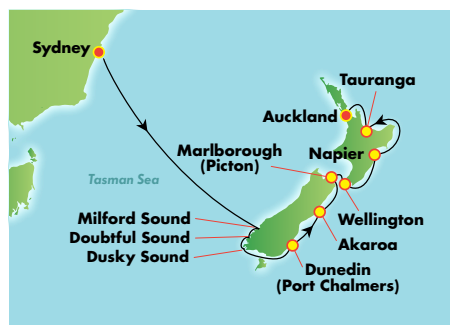 Sydney
Tauranga
Auckland
Marlborough
(Picton)
Napier
Tasman Sea
Milford Sound
Doubtful Sound
Dusky Sound
Wellington
Akaroa
Dunedin
(Port Chalmers)